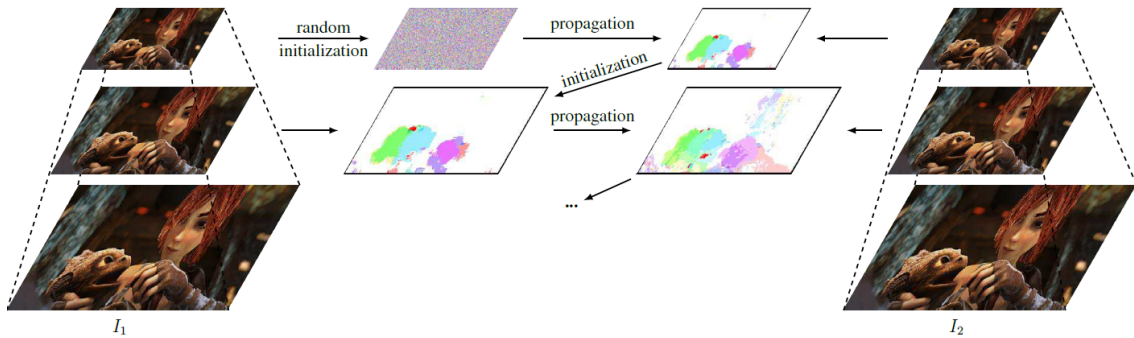 random
initialization
propagation
initialization
propagation
...
I1
I2